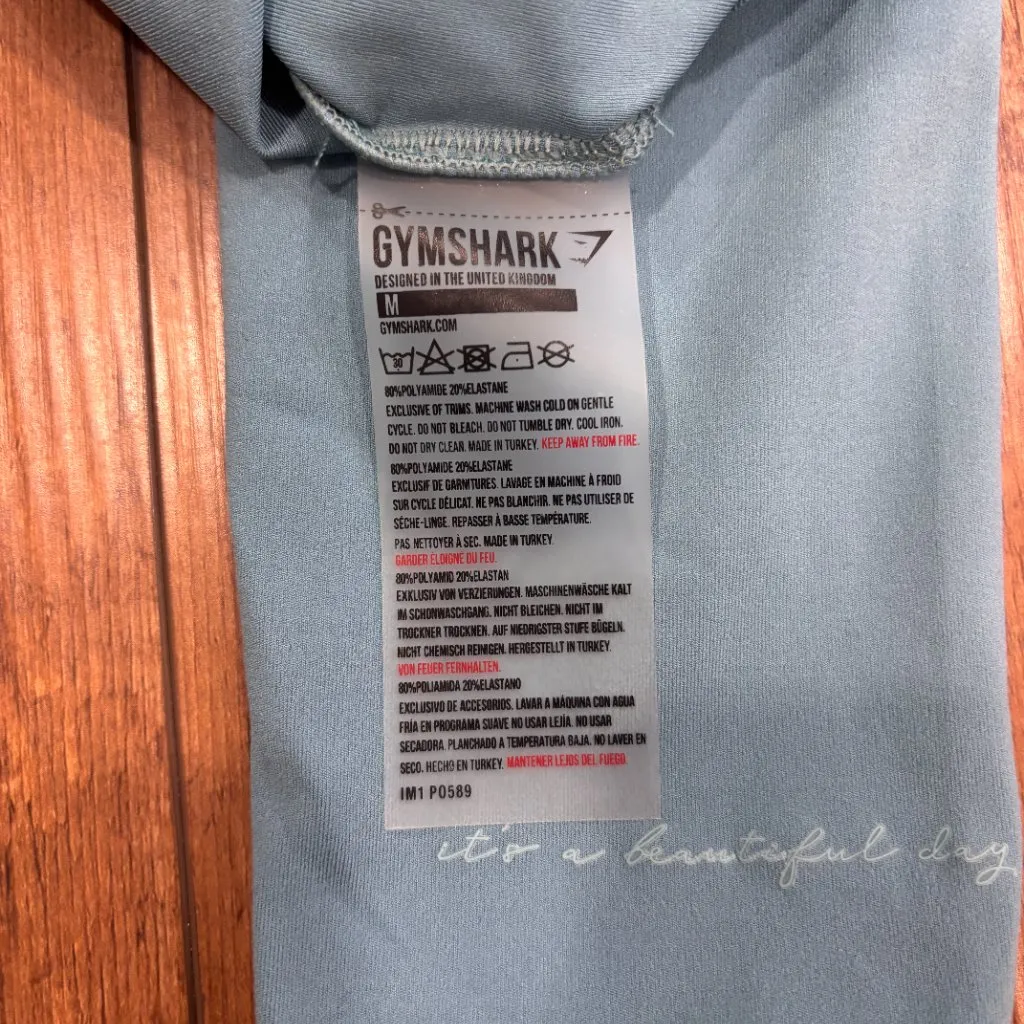 GYMSHARK
DESIGNED IN THE UNITED KINGDOM
M
GYMSHARK.COM
30
80%POLYAMIDE 20%ELASTANE
EXCLUSIVE OF TRIMS. MACHINE WASH COLD ON GENTLE
CYCLE. DO NOT BLEACH. DO NOT TUMBLE DRY. COOL IRON.
DO NOT DRY CLEAR. MADE IN TURKEY. KEEP AWAY FROM FIRE.
80%POLYAMIDE 20%ELASTANE
EXCLUSIF DE GARMTURES. LAVAGE EN MACHINE À FROID
SUR CYCLE DÉLICAT. NE PAS BLANCHIR. NE PAS UTILISER DE
SÈCHE-LINGE. REPASSER À BASSE TEMPÉRATURE.
PAS NETTOYER À SEC. MADE IN TURKEY.
GARDER ÉLOIGNE DU FEU.
80%POLYAMID 20%ELASTAN
EXKLUSIV VON VERZIERUNGEN. MASCHINENWÄSCHE KALT
IM SCHONWASCHGANG. NICHT BLEICHEN. NICHT IM
TROCKNER TROCKNEN. AUF NIEDRIGSTER STUFE BÜGELN.
NICHT CHEMISCH REINIGEN. HERGESTELLT IN TURKEY.
VON FEUER FERNHALTEN.
80%POLIAMIDA 20%ELASTANO
EXCLUSIVO DE ACCESORIOS. LAVAR A MÁQUINA CON AGUA
FRÍA EN PROGRAMA SUAVE NO USAR LEJÍA. NO USAR
SECADORA. PLANCHADO A TEMPERATURA BAJA. NO LAVER EN
SECO. HECHO EN TURKEY. MANTENER LEJOS DEL FUEGO.
IM1 P0589
it's a beautiful day